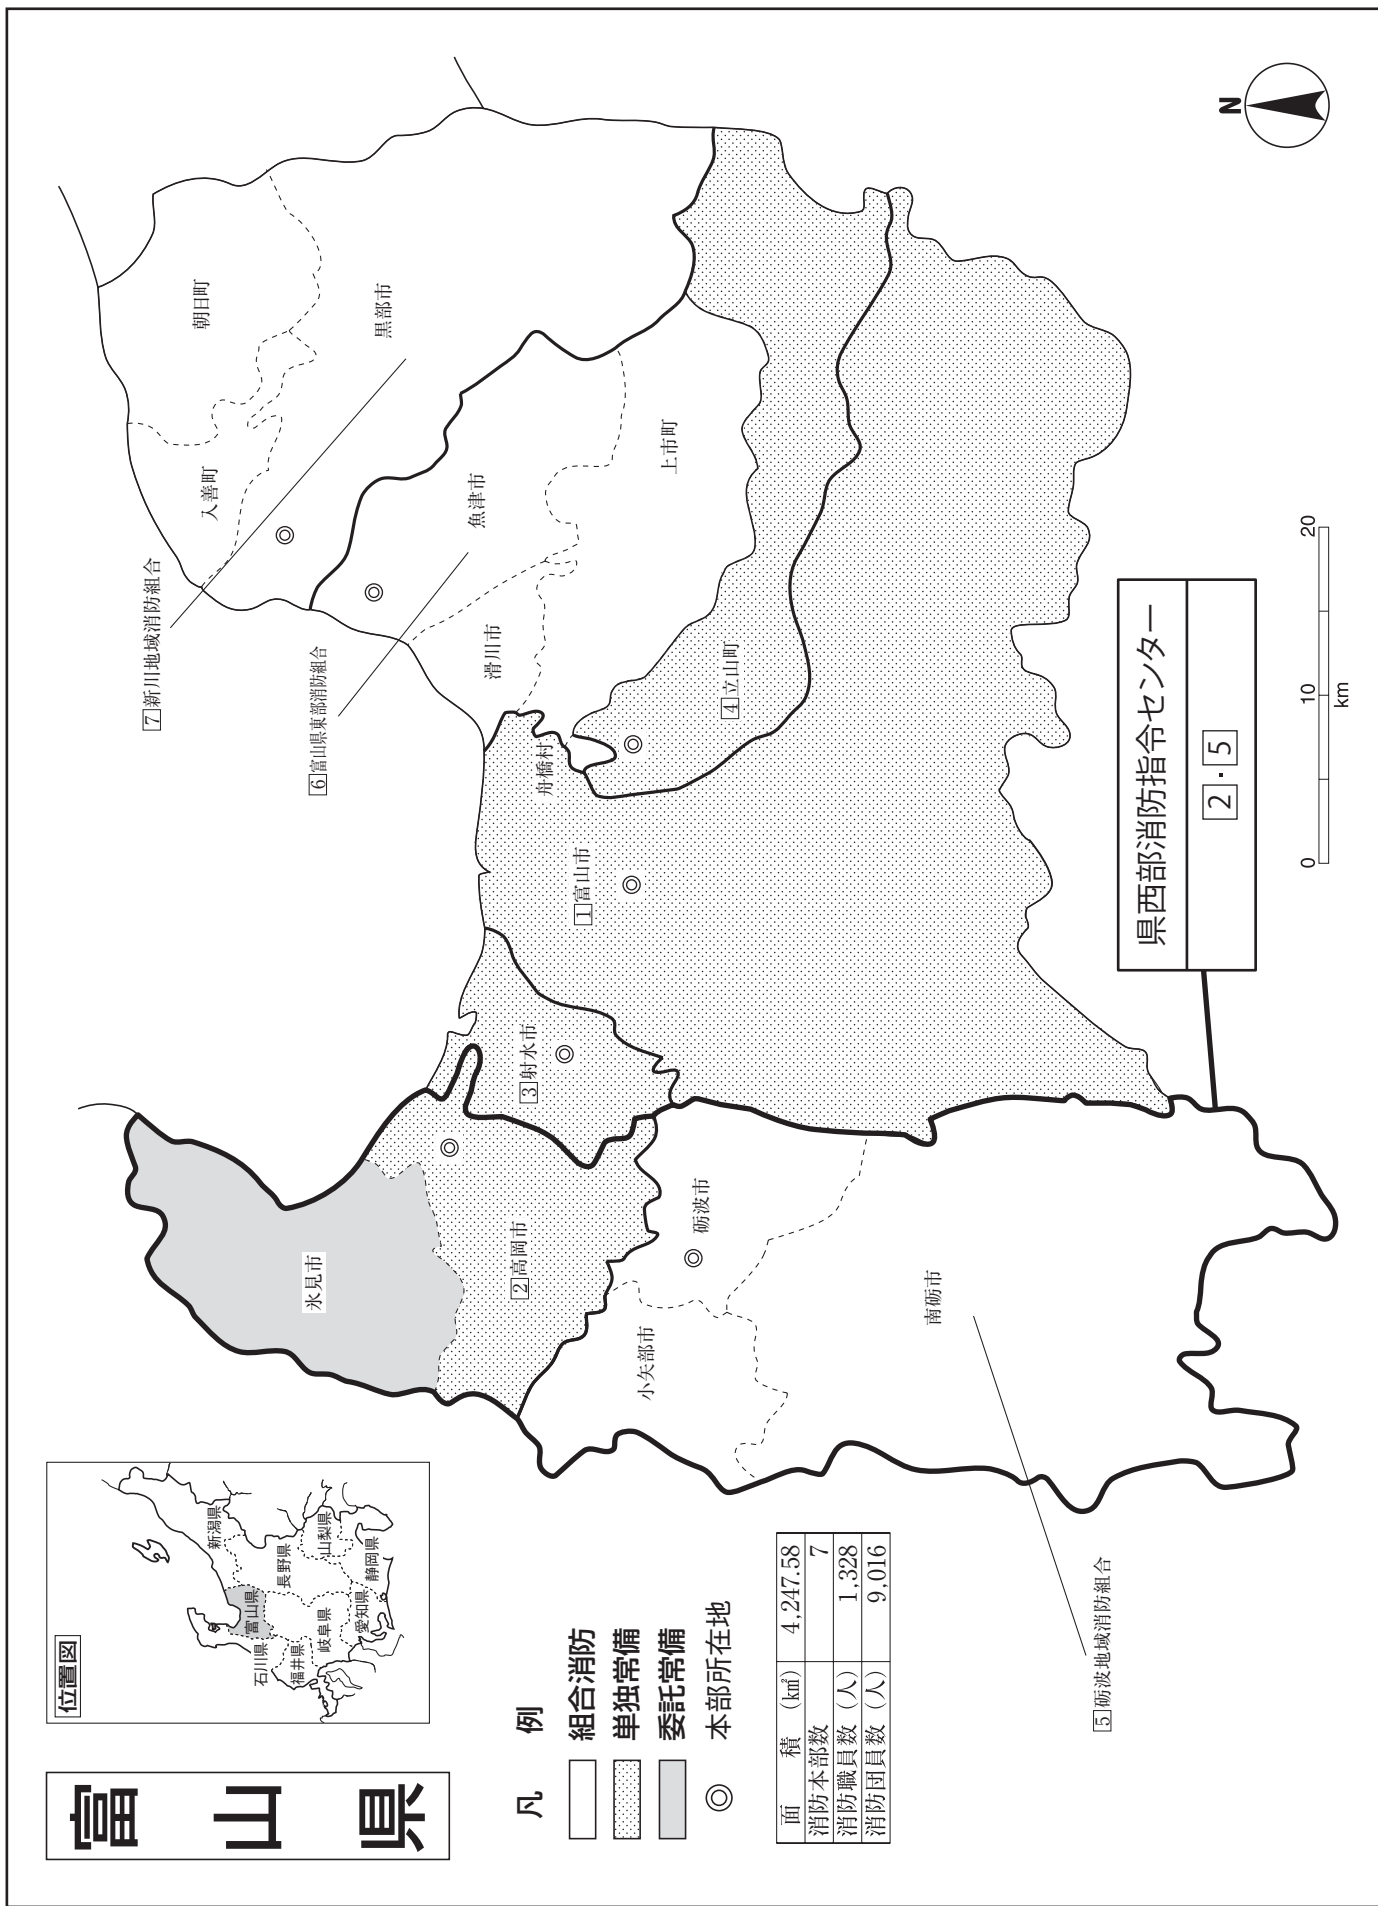 富山県
位置図
新潟県
富山県
石川県
長野県
福井県
岐阜県
山梨県
愛知県
静岡県
凡例
組合消防
単独常備
委託常備
本部所在地
面積（㎢） 4,247.58
消防本部数 7
消防職員数（人） 1,328
消防団員数（人） 9,016
氷見市
2高岡市
3射水市
小矢部市
砺波市
南砺市
5砺波地域消防組合
1富山市
舟橋村
4立山町
滑川市
上市町
魚津市
6富山県東部消防組合
7新川地域消防組合
入善町
朝日町
黒部市
県西部消防指令センター
2・5
0 10 20
km
N